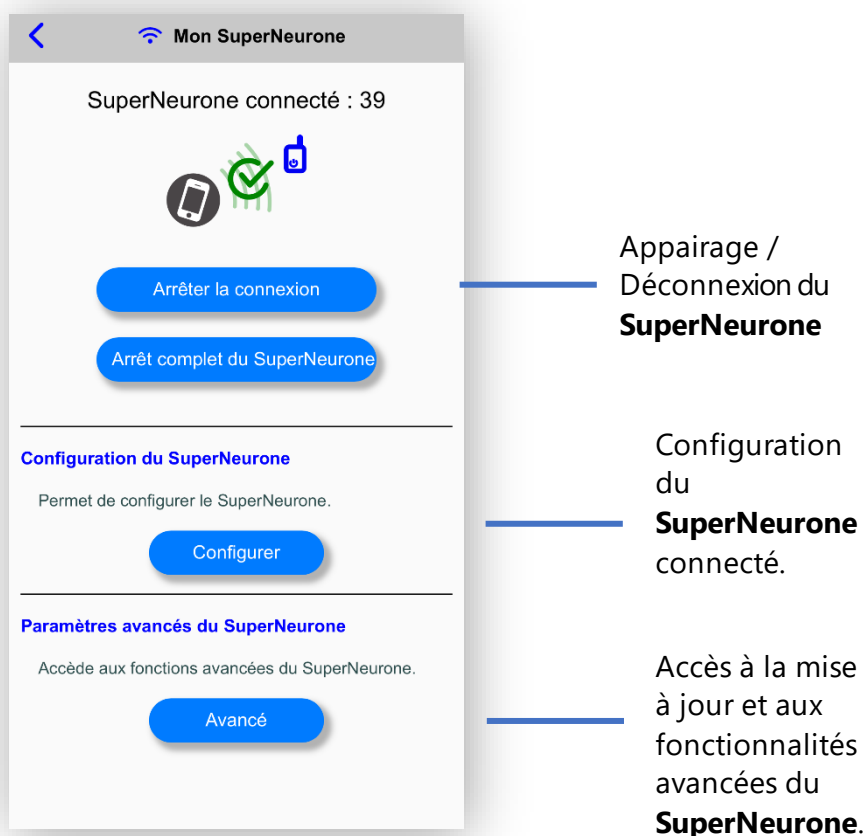 Mon SuperNeurone
SuperNeurone connecté : 39
Arrêter la connexion
Arrêt complet du SuperNeurone
Configuration du SuperNeurone
Permet de configurer le SuperNeurone.
Configurer
Paramètres avancés du SuperNeurone
Accède aux fonctions avancées du SuperNeurone.
Avancé
Appairage /
Déconnexion du
SuperNeurone
Configuration
du
SuperNeurone
connecté.
Accès à la mise
à jour et aux
fonctionnalités
avancées du
SuperNeurone.